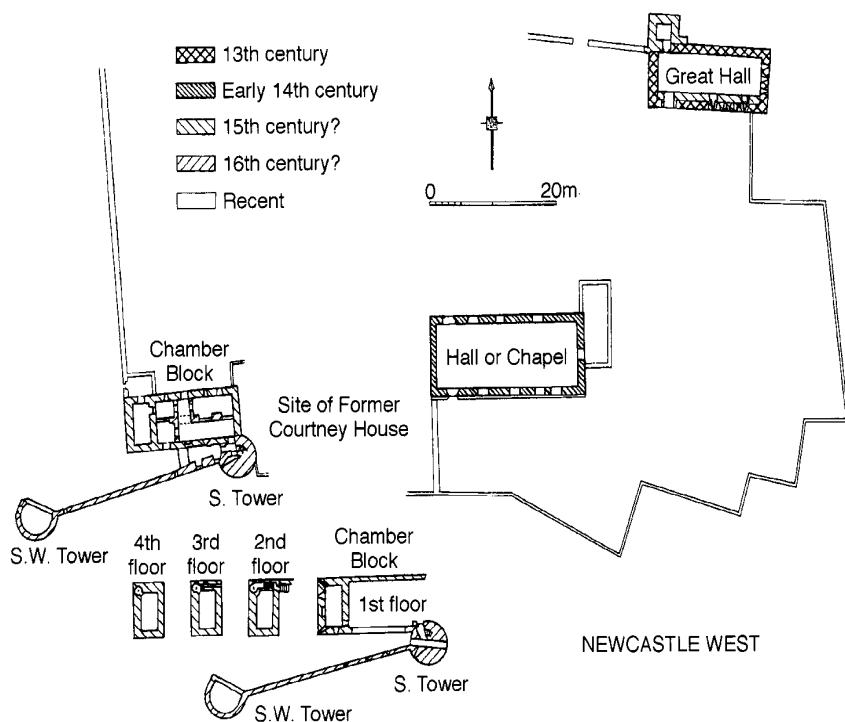 13th century
Early 14th century
15th century?
16th century?
Recent
0 20m
Great Hall
Hall or Chapel
Chamber
Block
Site of Former
Courtney House
S. Tower
S.W. Tower
4th
floor
3rd
floor
2nd
floor
Chamber
Block
1st floor
S. Tower
S.W. Tower
NEWCASTLE WEST